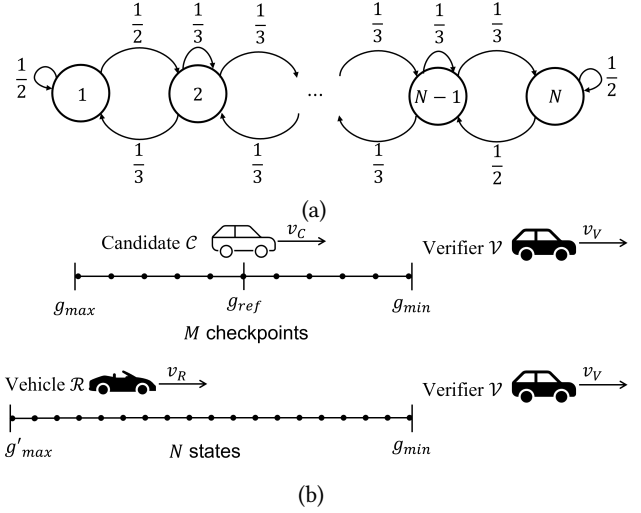 1/2 1/3 1/3 1/3 1/3 1/3
1/2 1 2 ... N − 1 N 1/2
1/3 1/3 1/3 1/2
(a)
Candidate 𝒞 v_C Verifier 𝒱 v_V
g_max g_ref g_min
M checkpoints
Vehicle ℛ v_R Verifier 𝒱 v_V
g'_max N states g_min
(b)